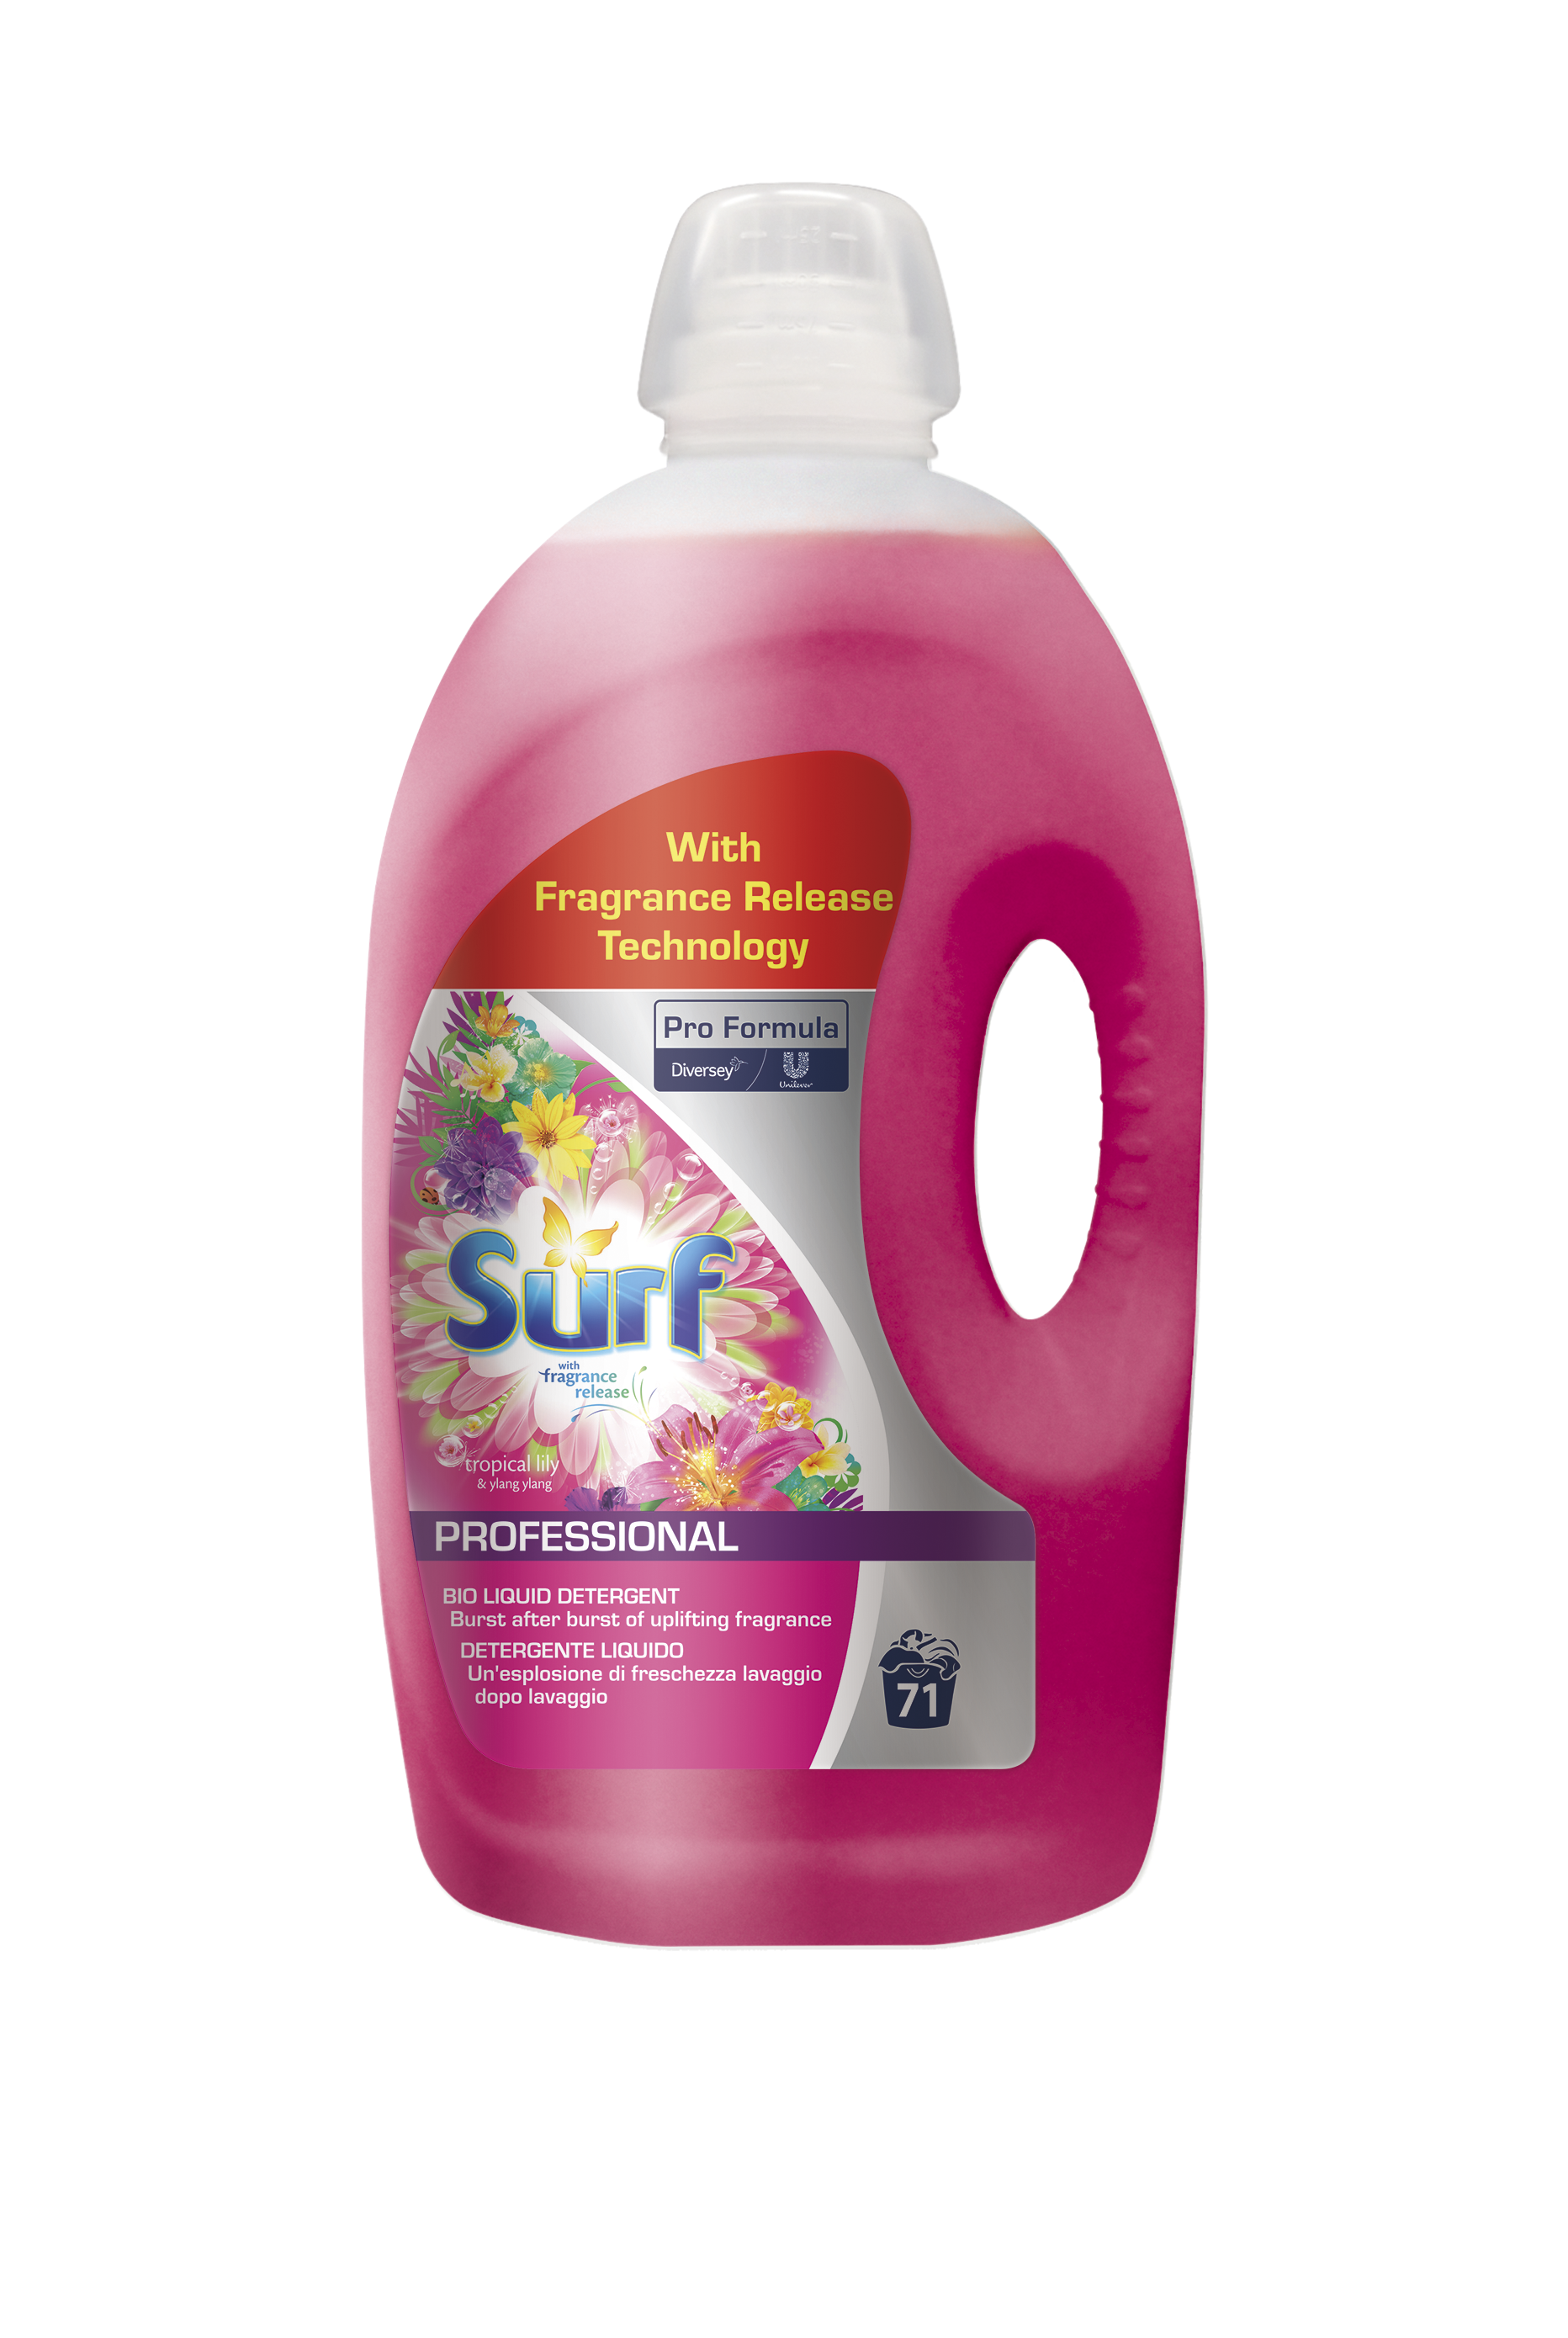 With
Fragrance Release
Technology
Pro Formula
Diversey
Unilever
Surf
with
fragrance
release
tropical lily
& ylang ylang
PROFESSIONAL
BIO LIQUID DETERGENT
Burst after burst of uplifting fragrance
DETERGENTE LIQUIDO
Un'esplosione di freschezza lavaggio
dopo lavaggio
71